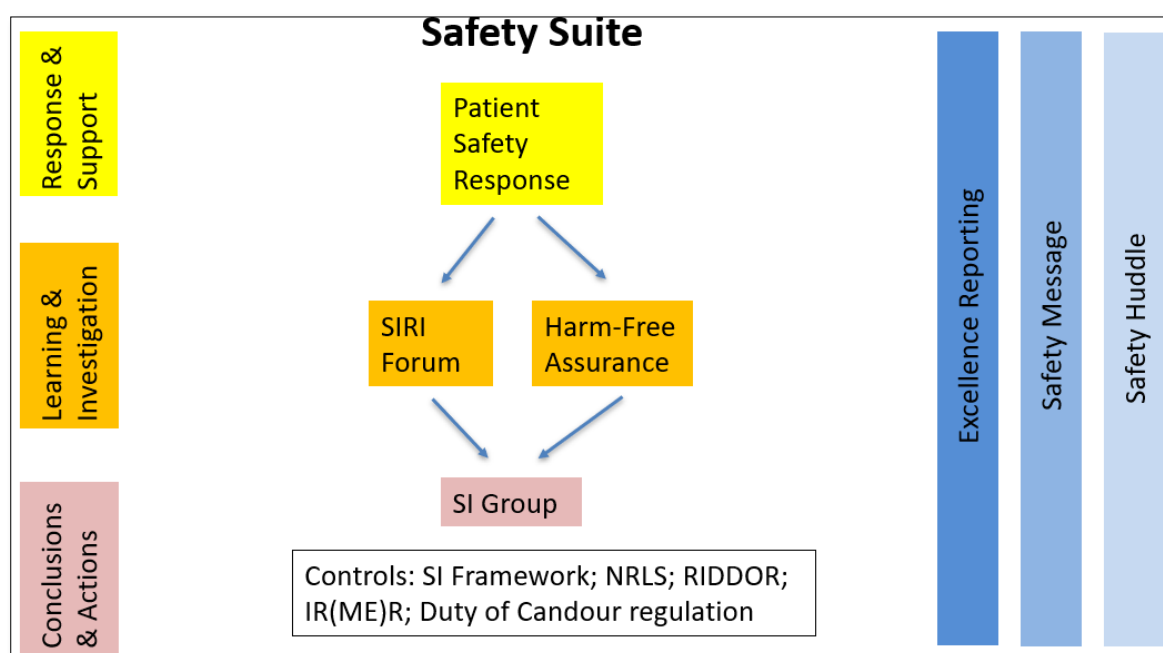 Safety Suite
Response &
Support
Patient
Safety
Response
Learning &
Investigation
SIRI
Forum
Harm-Free
Assurance
Conclusions
& Actions
SI Group
Controls: SI Framework; NRLS; RIDDOR;
IR(ME)R; Duty of Candour regulation
Excellence Reporting
Safety Message
Safety Huddle